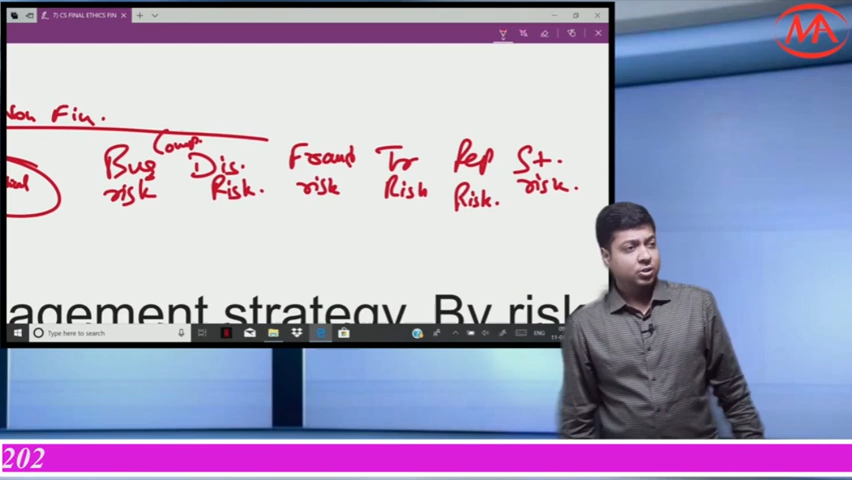 7) CS FINAL ETHICS FIN
Non Fin.
Comp.
Bus Dis. Fraud Tr Rep St.
risk Risk. risk Risk Risk. risk.
agement strategy. By risk
Type here to search
ENG
MA
202